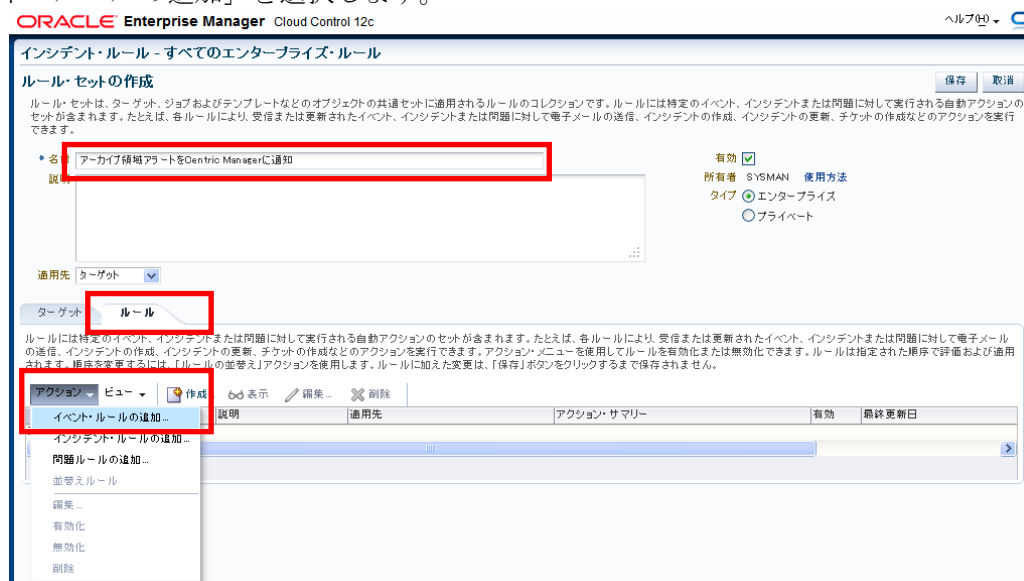 ORACLE Enterprise Manager Cloud Control 12c
ヘルプ(H)
インシデント・ルール - すべてのエンタープライズ・ルール
ルール・セットの作成
保存 取消
ルール・セットは、ターゲット、ジョブおよびテンプレートなどのオブジェクトの共通セットに適用されるルールのコレクションです。ルールには特定のイベント、インシデントまたは問題に対して実行される自動アクションの
セットが含まれます。たとえば、各ルールにより、受信または更新されたイベント、インシデントまたは問題に対して電子メールの送信、インシデントの作成、インシデントの更新、チケットの作成などのアクションを実行
できます。
* 名前 アーカイブ領域アラートをCentric Managerに通知
有効
説明
所有者 SYSMAN 使用方法
タイプ エンタープライズ
プライベート
適用先 ターゲット
ターゲット ルール
ルールには特定のイベント、インシデントまたは問題に対して実行される自動アクションのセットが含まれます。たとえば、各ルールにより、受信または更新されたイベント、インシデントまたは問題に対して電子メール
の送信、インシデントの作成、インシデントの更新、チケットの作成などのアクションを実行できます。アクション・メニューを使用してルールを有効化または無効化できます。ルールは指定された順序で評価および適用
されます。順序を変更するには、「ルールの並替え」アクションを使用します。ルールに加えた変更は、「保存」ボタンをクリックするまで保存されません。
アクション ビュー 作成... 表示 編集... 削除
説明 適用先 アクション・サマリー 有効 最終更新日
イベント・ルールの追加...
インシデント・ルールの追加...
問題ルールの追加...
並替えルール
編集...
有効化
無効化
削除